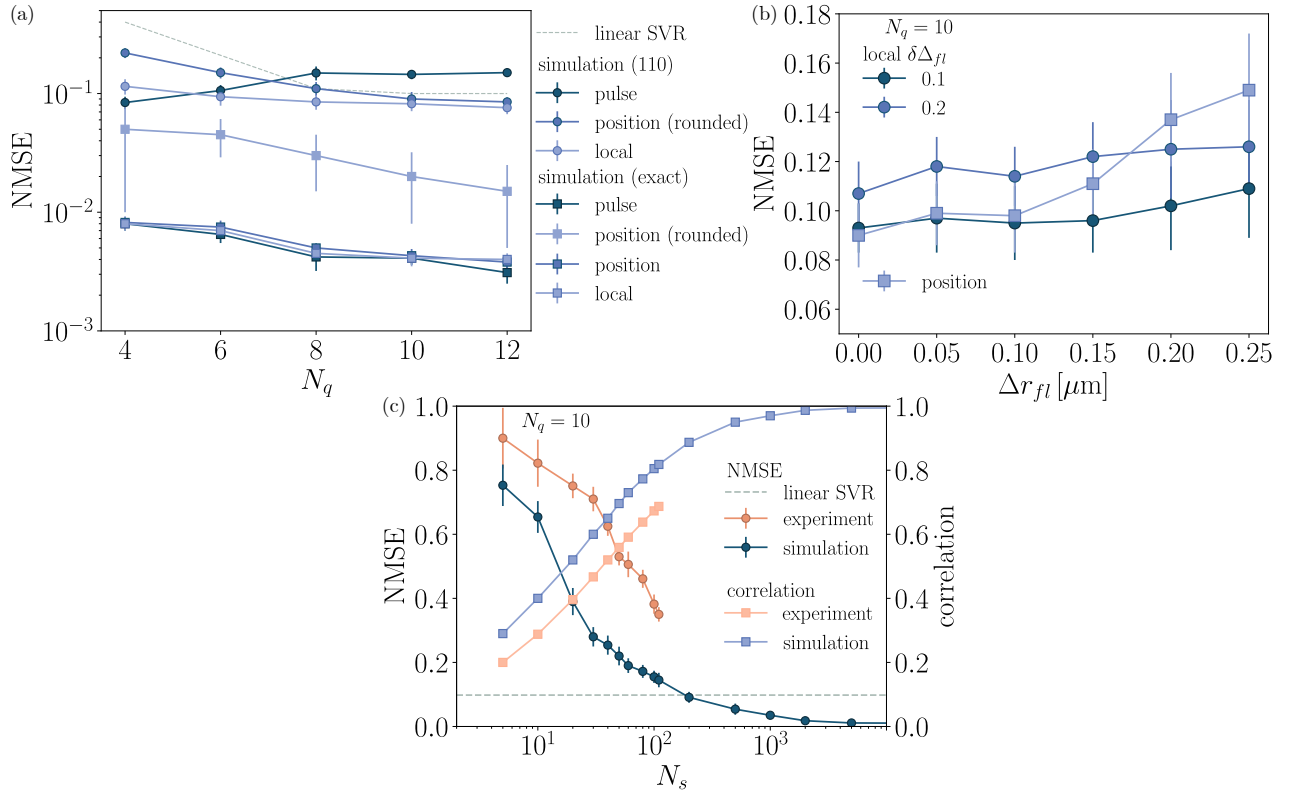 (a)
NMSE
10⁻¹
10⁻²
10⁻³
4 6 8 10 12
N_q
linear SVR
simulation (110)
pulse
position (rounded)
local
simulation (exact)
pulse
position (rounded)
position
local
(b)
NMSE
0.18
0.16
0.14
0.12
0.10
0.08
0.06
N_q = 10
local δΔ_fl
0.1
0.2
position
0.00 0.05 0.10 0.15 0.20 0.25
Δr_fl [μm]
(c)
NMSE
1.0
0.8
0.6
0.4
0.2
0.0
N_q = 10
NMSE
linear SVR
experiment
simulation
correlation
experiment
simulation
1.0
0.8
0.6
0.4
0.2
0.0
correlation
10¹ 10² 10³
N_s